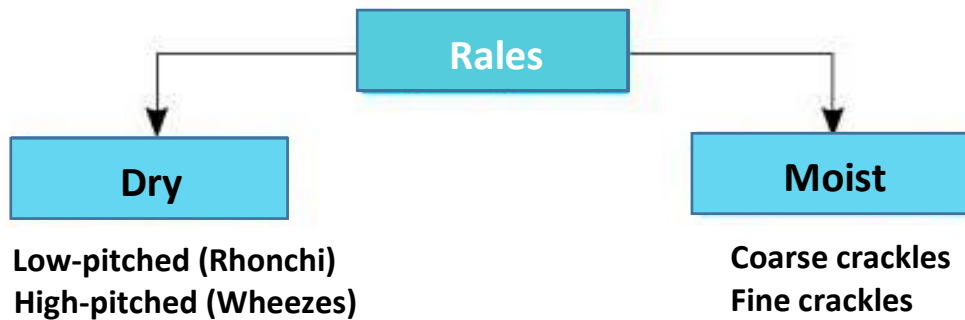 Rales
Dry
Moist
Low-pitched (Rhonchi)
High-pitched (Wheezes)
Coarse crackles
Fine crackles